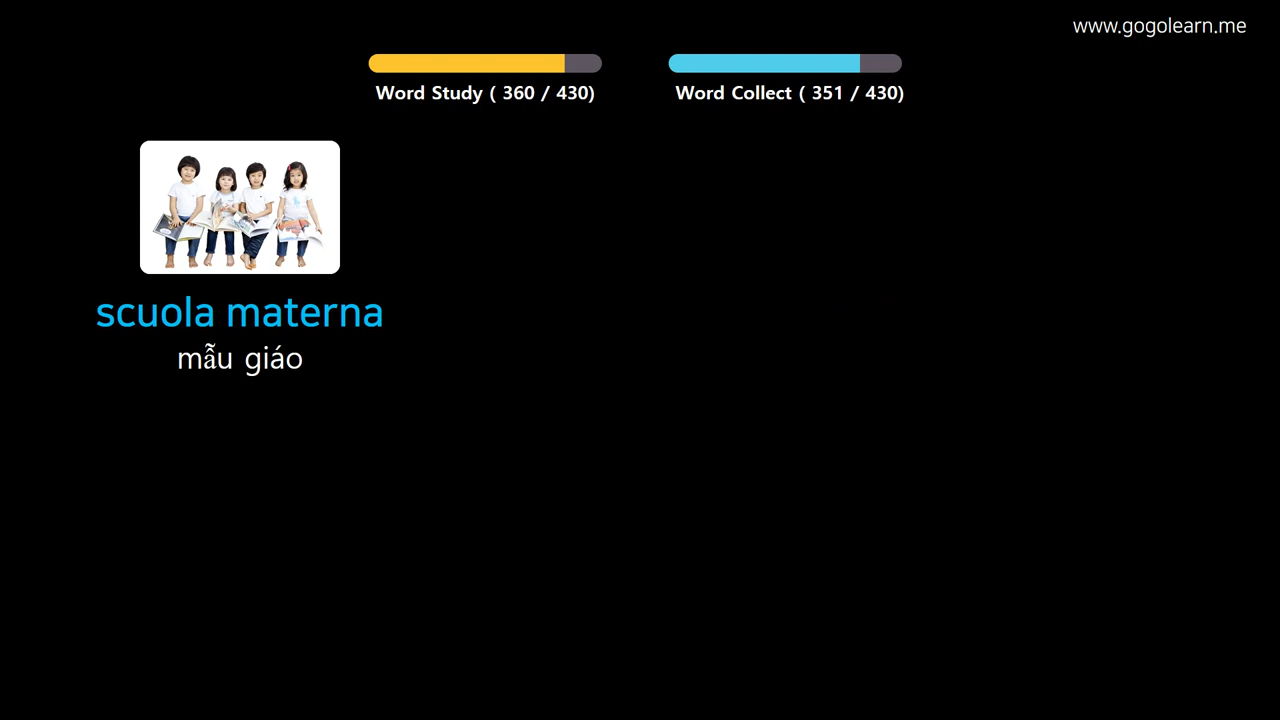 www.gogolearn.me
Word Study ( 360 / 430)
Word Collect ( 351 / 430)
scuola materna
mẫu giáo